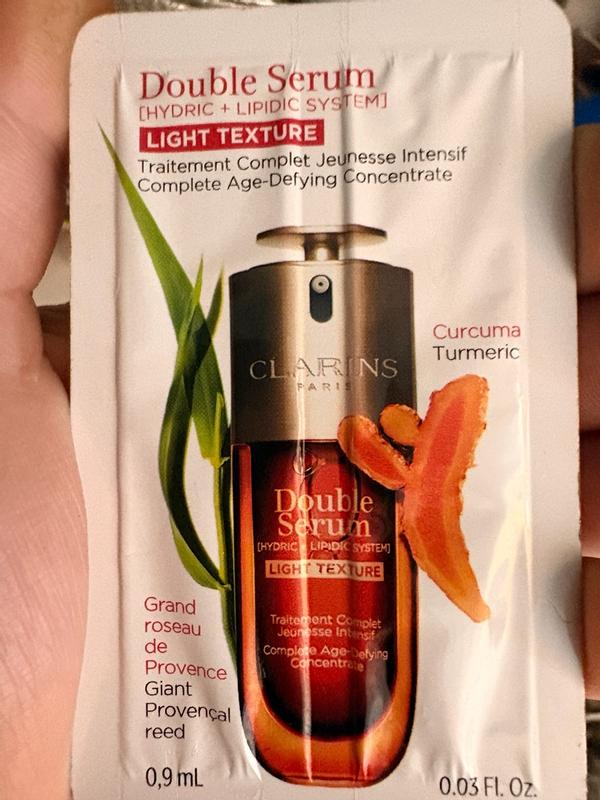 Double Serum
[HYDRIC + LIPIDIC SYSTEM]
LIGHT TEXTURE
Traitement Complet Jeunesse Intensif
Complete Age-Defying Concentrate
Curcuma
Turmeric
CLARINS
PARIS
Double
Serum
[HYDRIC + LIPIDIC SYSTEM]
LIGHT TEXTURE
Traitement Complet
Jeunesse Intensif
Complete Age-Defying
Concentrate
Grand
roseau
de
Provence
Giant
Provençal
reed
0,9 mL
0.03 Fl. Oz.